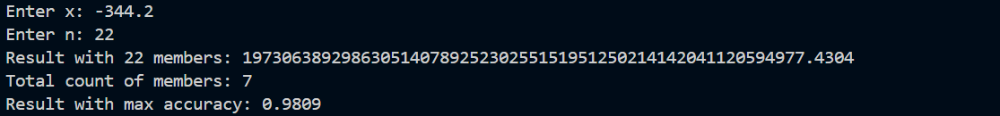 Enter x: -344.2
Enter n: 22
Result with 22 members: 197306389298630514078925230255151951250214142041120594977.4304
Total count of members: 7
Result with max accuracy: 0.9809